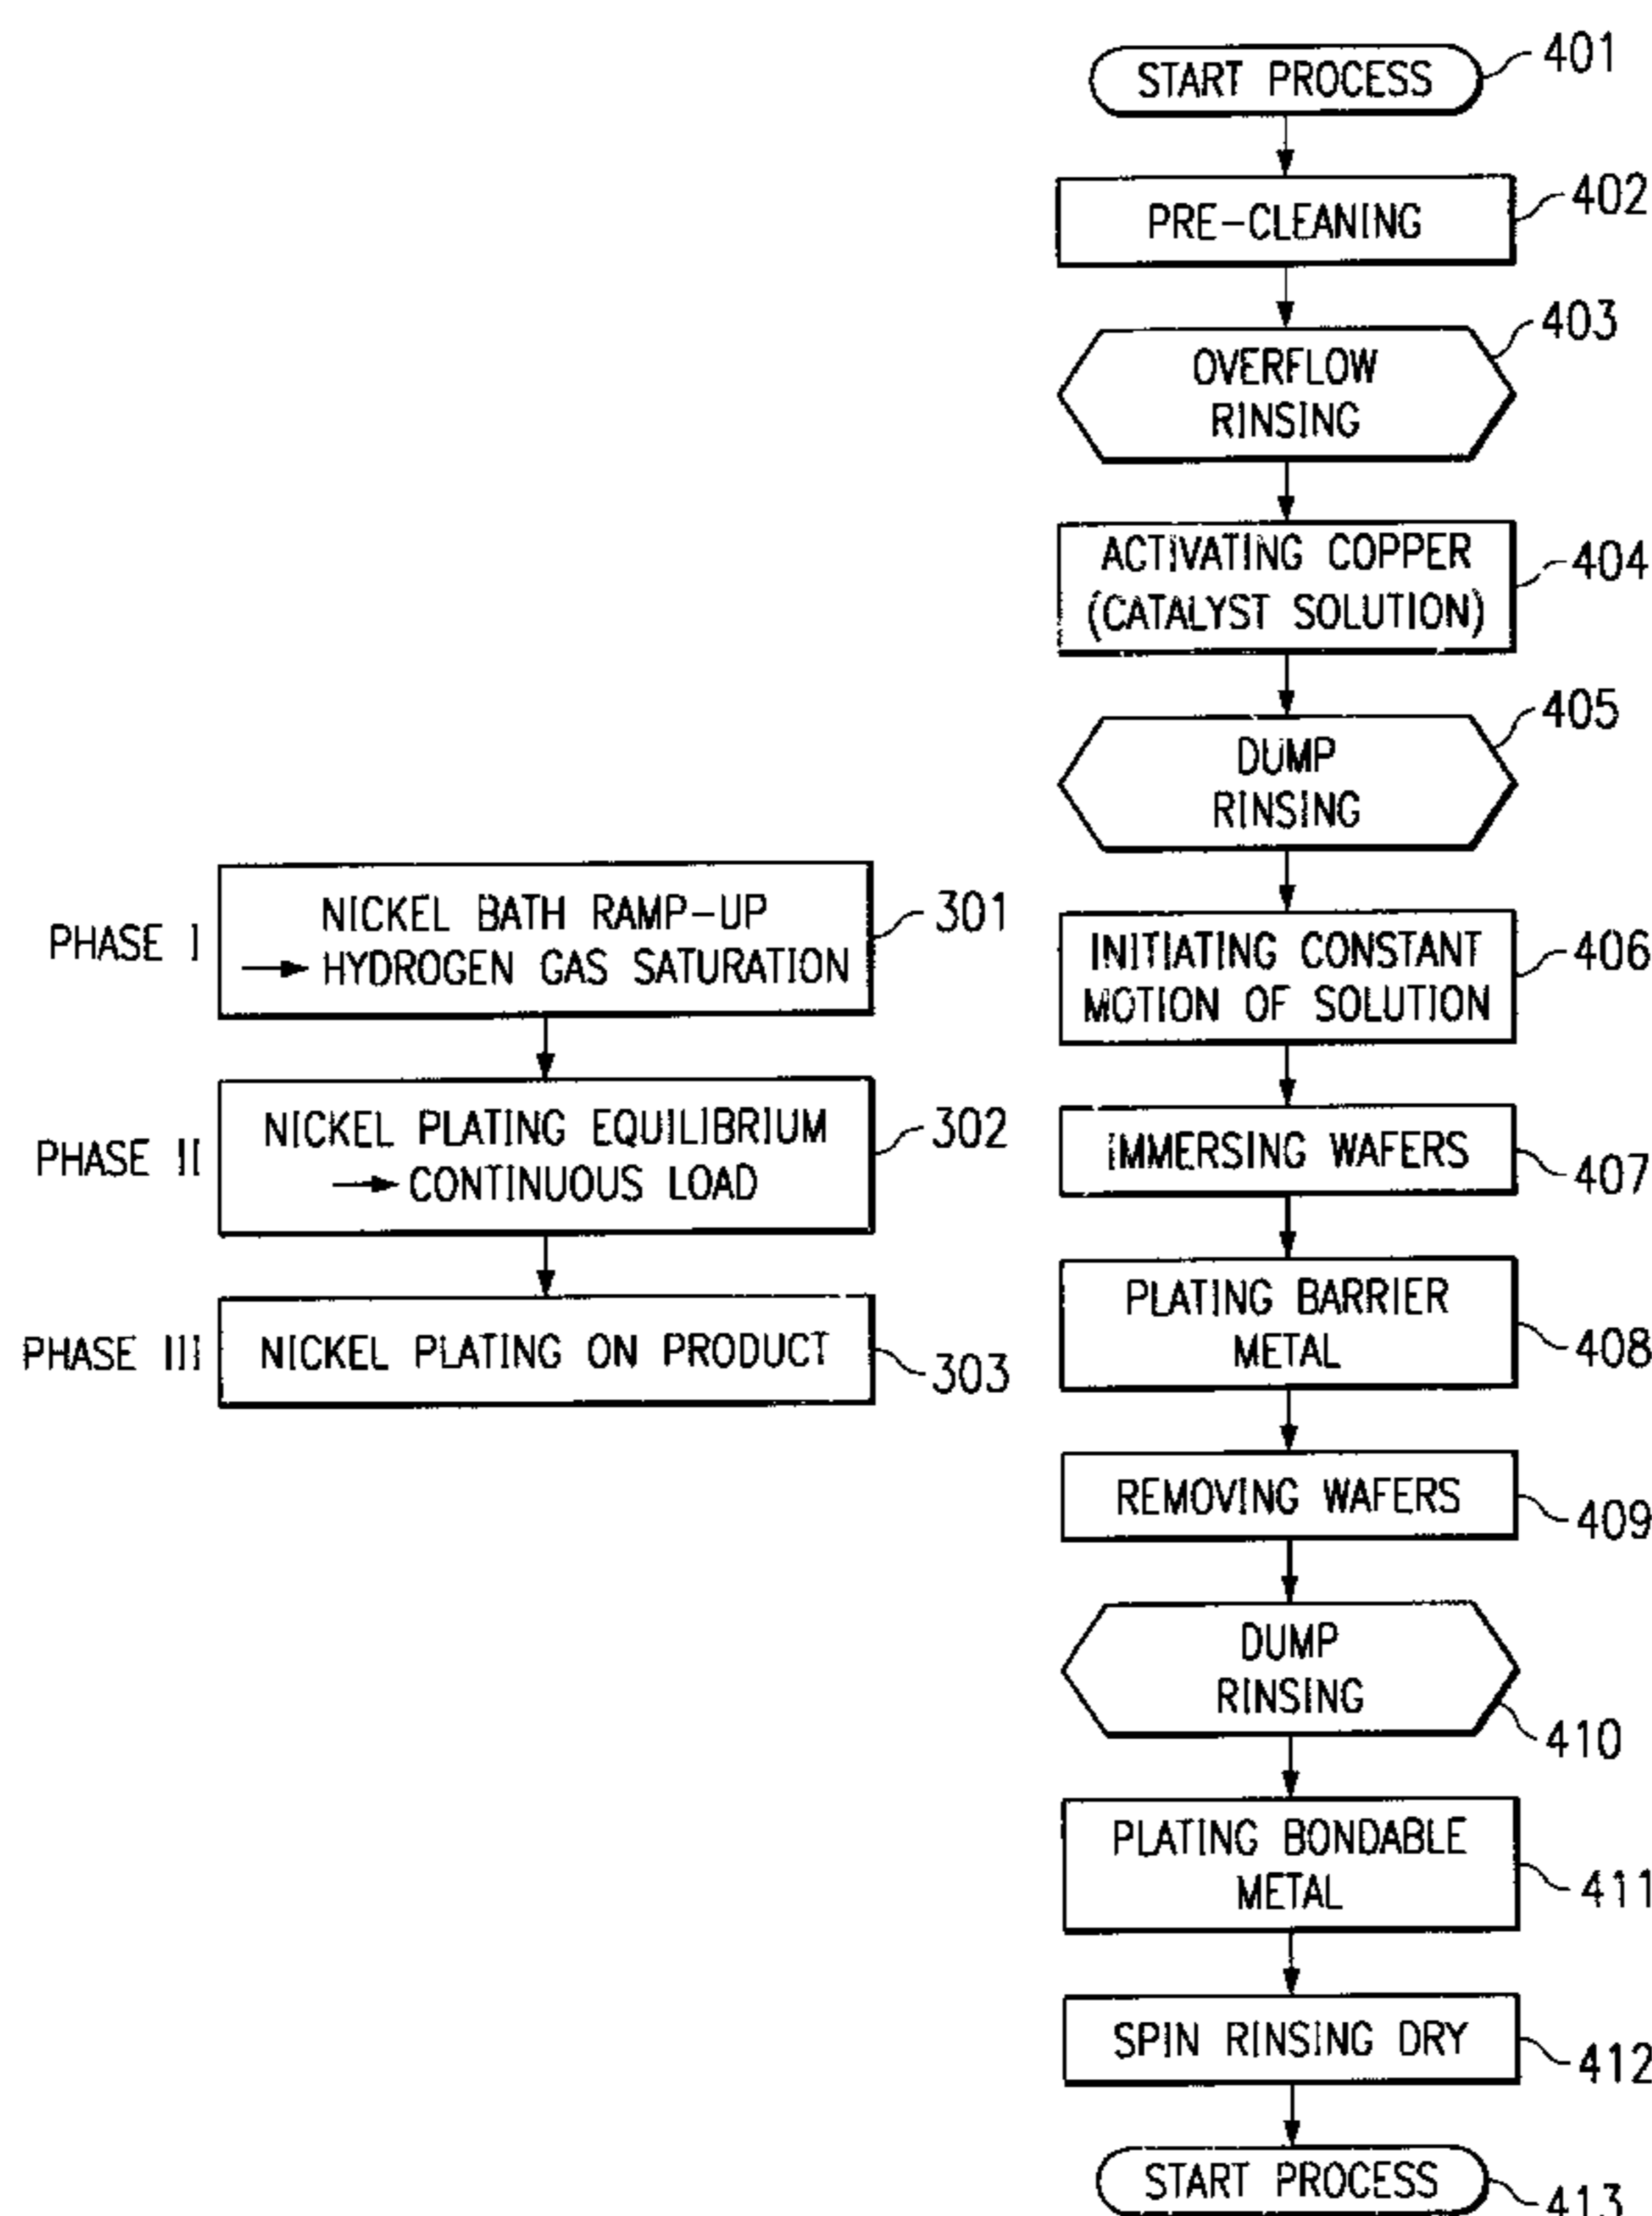 PHASE I
NICKEL BATH RAMP-UP
→ HYDROGEN GAS SATURATION
301
PHASE II
NICKEL PLATING EQUILIBRIUM
→ CONTINUOUS LOAD
302
PHASE III
NICKEL PLATING ON PRODUCT
303
START PROCESS
401
PRE-CLEANING
402
OVERFLOW
RINSING
403
ACTIVATING COPPER
(CATALYST SOLUTION)
404
DUMP
RINSING
405
INITIATING CONSTANT
MOTION OF SOLUTION
406
IMMERSING WAFERS
407
PLATING BARRIER
METAL
408
REMOVING WAFERS
409
DUMP
RINSING
410
PLATING BONDABLE
METAL
411
SPIN RINSING DRY
412
START PROCESS
413